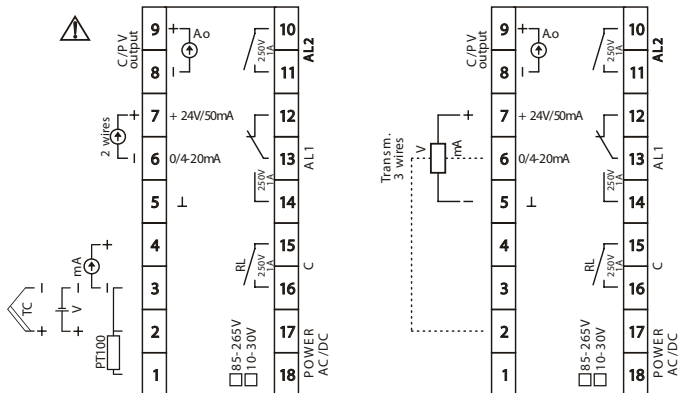 C/PV output
9
+
Ao
8
−
2 wires
7
+
+ 24V/50mA
6
−
0/4-20mA
5
⊥
4
+
mA
3
−
−
−
TC
V
2
+
+
PT100
1
10
250V 1A
AL2
11
12
13
AL1
250V 1A
14
15
RL
250V 1A
C
16
17
POWER AC/DC
18
□85-265V
□10-30V
C/PV output
9
+
Ao
8
−
7
+
+ 24V/50mA
Transm. 3 wires
V
mA
6
0/4-20mA
5
−
⊥
4
3
2
1
10
250V 1A
AL2
11
12
13
AL1
250V 1A
14
15
RL
250V 1A
C
16
17
POWER AC/DC
18
□85-265V
□10-30V